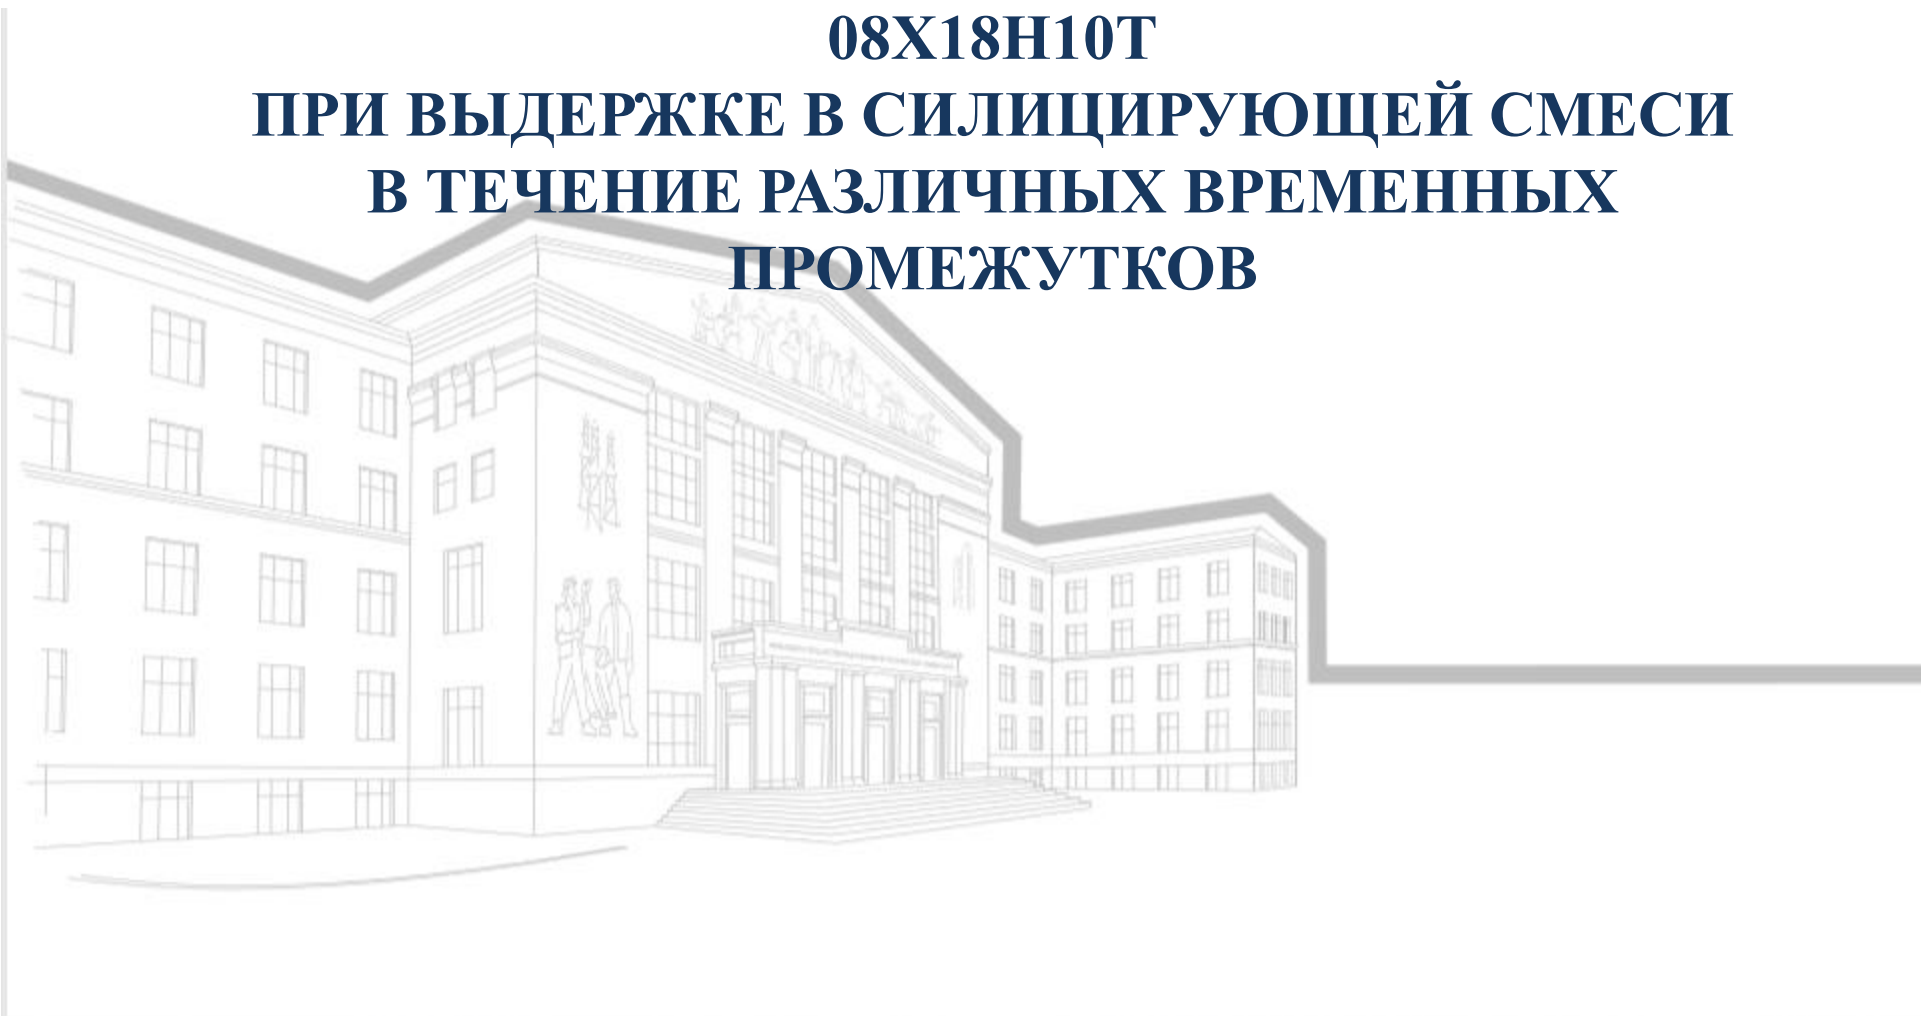 08Х18Н10Т
ПРИ ВЫДЕРЖКЕ В СИЛИЦИРУЮЩЕЙ СМЕСИ
В ТЕЧЕНИЕ РАЗЛИЧНЫХ ВРЕМЕННЫХ
ПРОМЕЖУТКОВ